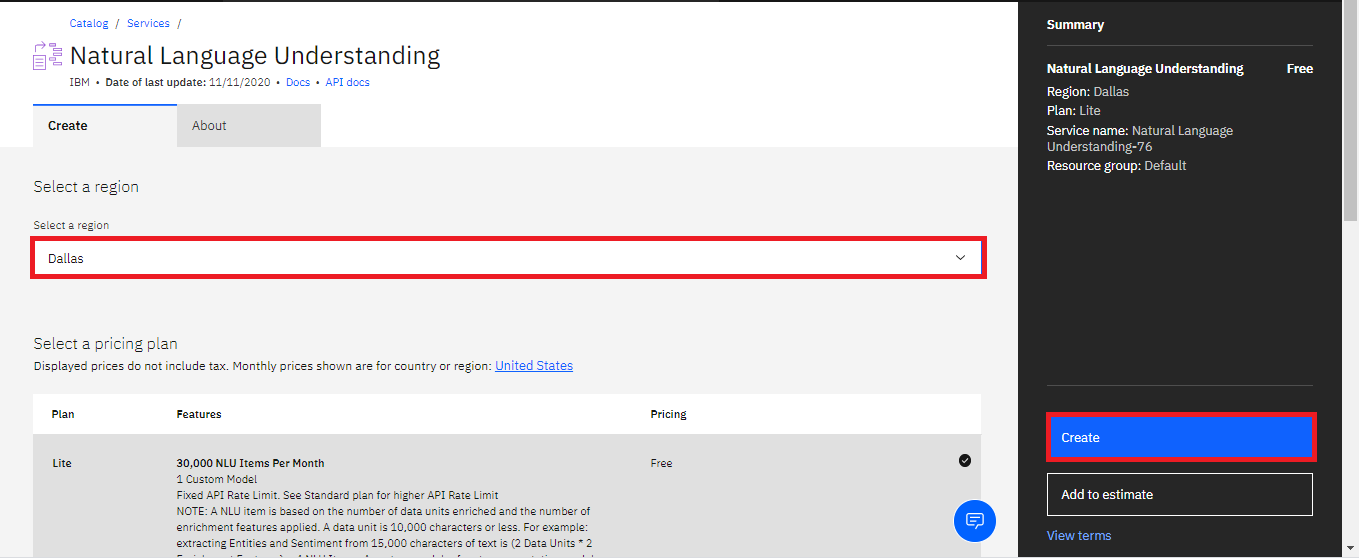 Catalog / Services /
Natural Language Understanding
IBM • Date of last update: 11/11/2020 • Docs • API docs
Create
About
Select a region
Select a region
Dallas
Select a pricing plan
Displayed prices do not include tax. Monthly prices shown are for country or region: United States
Plan Features Pricing
Lite 30,000 NLU Items Per Month Free
1 Custom Model
Fixed API Rate Limit. See Standard plan for higher API Rate Limit
NOTE: A NLU item is based on the number of data units enriched and the number of
enrichment features applied. A data unit is 10,000 characters or less. For example:
extracting Entities and Sentiment from 15,000 characters of text is (2 Data Units * 2
Summary
Natural Language Understanding Free
Region: Dallas
Plan: Lite
Service name: Natural Language
Understanding-76
Resource group: Default
Create
Add to estimate
View terms